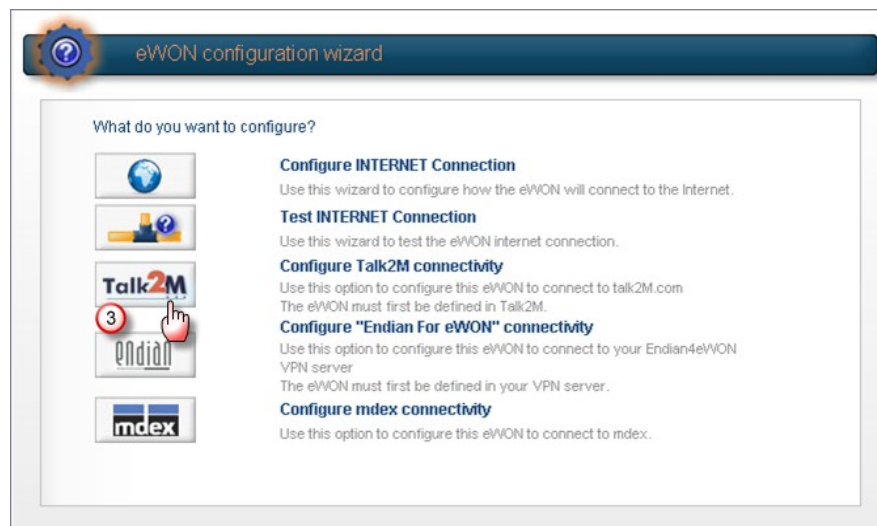 eWON configuration wizard
What do you want to configure?
Configure INTERNET Connection
Use this wizard to configure how the eWON will connect to the Internet.
Test INTERNET Connection
Use this wizard to test the eWON internet connection.
Talk2M
Configure Talk2M connectivity
Use this option to configure this eWON to connect to talk2M.com
The eWON must first be defined in Talk2M.
3
endian
Configure "Endian For eWON" connectivity
Use this option to configure this eWON to connect to your Endian4eWON
VPN server
The eWON must first be defined in your VPN server.
mdex
Configure mdex connectivity
Use this option to configure this eWON to connect to mdex.